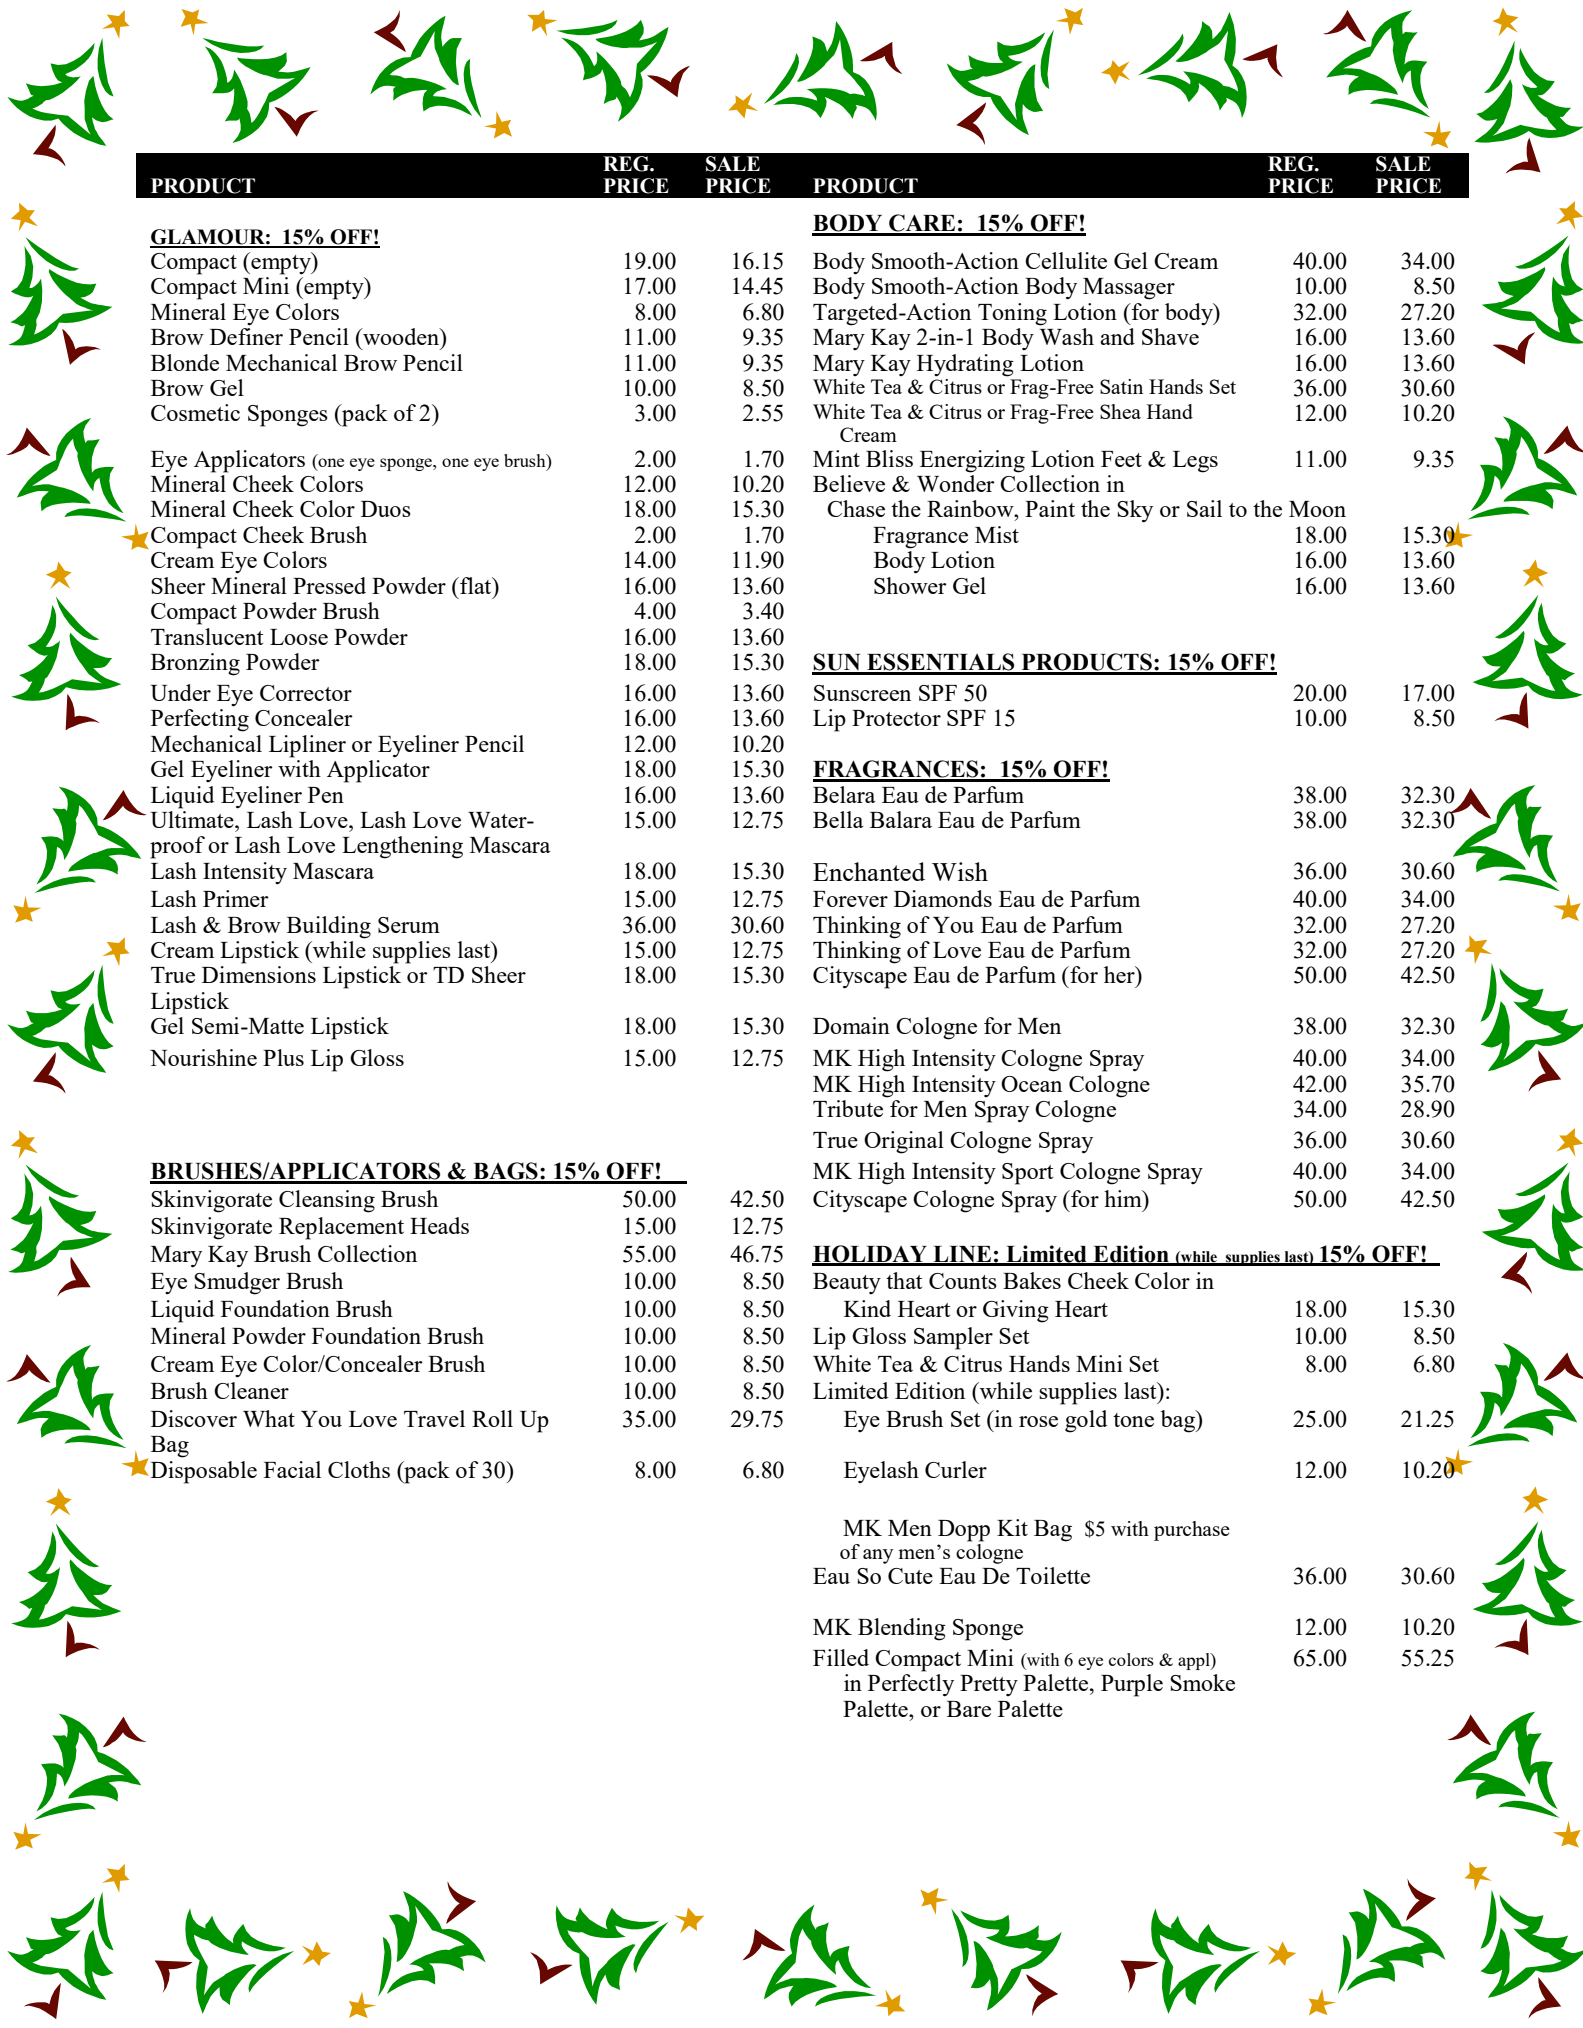 PRODUCT REG. PRICE SALE PRICE
GLAMOUR: 15% OFF!
Compact (empty) 19.00 16.15
Compact Mini (empty) 17.00 14.45
Mineral Eye Colors 8.00 6.80
Brow Definer Pencil (wooden) 11.00 9.35
Blonde Mechanical Brow Pencil 11.00 9.35
Brow Gel 10.00 8.50
Cosmetic Sponges (pack of 2) 3.00 2.55
Eye Applicators (one eye sponge, one eye brush) 2.00 1.70
Mineral Cheek Colors 12.00 10.20
Mineral Cheek Color Duos 18.00 15.30
Compact Cheek Brush 2.00 1.70
Cream Eye Colors 14.00 11.90
Sheer Mineral Pressed Powder (flat) 16.00 13.60
Compact Powder Brush 4.00 3.40
Translucent Loose Powder 16.00 13.60
Bronzing Powder 18.00 15.30
Under Eye Corrector 16.00 13.60
Perfecting Concealer 16.00 13.60
Mechanical Lipliner or Eyeliner Pencil 12.00 10.20
Gel Eyeliner with Applicator 18.00 15.30
Liquid Eyeliner Pen 16.00 13.60
Ultimate, Lash Love, Lash Love Water- 15.00 12.75
proof or Lash Love Lengthening Mascara
Lash Intensity Mascara 18.00 15.30
Lash Primer 15.00 12.75
Lash & Brow Building Serum 36.00 30.60
Cream Lipstick (while supplies last) 15.00 12.75
True Dimensions Lipstick or TD Sheer 18.00 15.30
Lipstick
Gel Semi-Matte Lipstick 18.00 15.30
Nourishine Plus Lip Gloss 15.00 12.75
BRUSHES/APPLICATORS & BAGS: 15% OFF!
Skinvigorate Cleansing Brush 50.00 42.50
Skinvigorate Replacement Heads 15.00 12.75
Mary Kay Brush Collection 55.00 46.75
Eye Smudger Brush 10.00 8.50
Liquid Foundation Brush 10.00 8.50
Mineral Powder Foundation Brush 10.00 8.50
Cream Eye Color/Concealer Brush 10.00 8.50
Brush Cleaner 10.00 8.50
Discover What You Love Travel Roll Up 35.00 29.75
Bag
Disposable Facial Cloths (pack of 30) 8.00 6.80
PRODUCT REG. PRICE SALE PRICE
BODY CARE: 15% OFF!
Body Smooth-Action Cellulite Gel Cream 40.00 34.00
Body Smooth-Action Body Massager 10.00 8.50
Targeted-Action Toning Lotion (for body) 32.00 27.20
Mary Kay 2-in-1 Body Wash and Shave 16.00 13.60
Mary Kay Hydrating Lotion 16.00 13.60
White Tea & Citrus or Frag-Free Satin Hands Set 36.00 30.60
White Tea & Citrus or Frag-Free Shea Hand 12.00 10.20
Cream
Mint Bliss Energizing Lotion Feet & Legs 11.00 9.35
Believe & Wonder Collection in
Chase the Rainbow, Paint the Sky or Sail to the Moon
Fragrance Mist 18.00 15.30
Body Lotion 16.00 13.60
Shower Gel 16.00 13.60
SUN ESSENTIALS PRODUCTS: 15% OFF!
Sunscreen SPF 50 20.00 17.00
Lip Protector SPF 15 10.00 8.50
FRAGRANCES: 15% OFF!
Belara Eau de Parfum 38.00 32.30
Bella Balara Eau de Parfum 38.00 32.30
Enchanted Wish 36.00 30.60
Forever Diamonds Eau de Parfum 40.00 34.00
Thinking of You Eau de Parfum 32.00 27.20
Thinking of Love Eau de Parfum 32.00 27.20
Cityscape Eau de Parfum (for her) 50.00 42.50
Domain Cologne for Men 38.00 32.30
MK High Intensity Cologne Spray 40.00 34.00
MK High Intensity Ocean Cologne 42.00 35.70
Tribute for Men Spray Cologne 34.00 28.90
True Original Cologne Spray 36.00 30.60
MK High Intensity Sport Cologne Spray 40.00 34.00
Cityscape Cologne Spray (for him) 50.00 42.50
HOLIDAY LINE: Limited Edition (while supplies last) 15% OFF!
Beauty that Counts Bakes Cheek Color in
Kind Heart or Giving Heart 18.00 15.30
Lip Gloss Sampler Set 10.00 8.50
White Tea & Citrus Hands Mini Set 8.00 6.80
Limited Edition (while supplies last):
Eye Brush Set (in rose gold tone bag) 25.00 21.25
Eyelash Curler 12.00 10.20
MK Men Dopp Kit Bag $5 with purchase
of any men’s cologne
Eau So Cute Eau De Toilette 36.00 30.60
MK Blending Sponge 12.00 10.20
Filled Compact Mini (with 6 eye colors & appl) 65.00 55.25
in Perfectly Pretty Palette, Purple Smoke
Palette, or Bare Palette